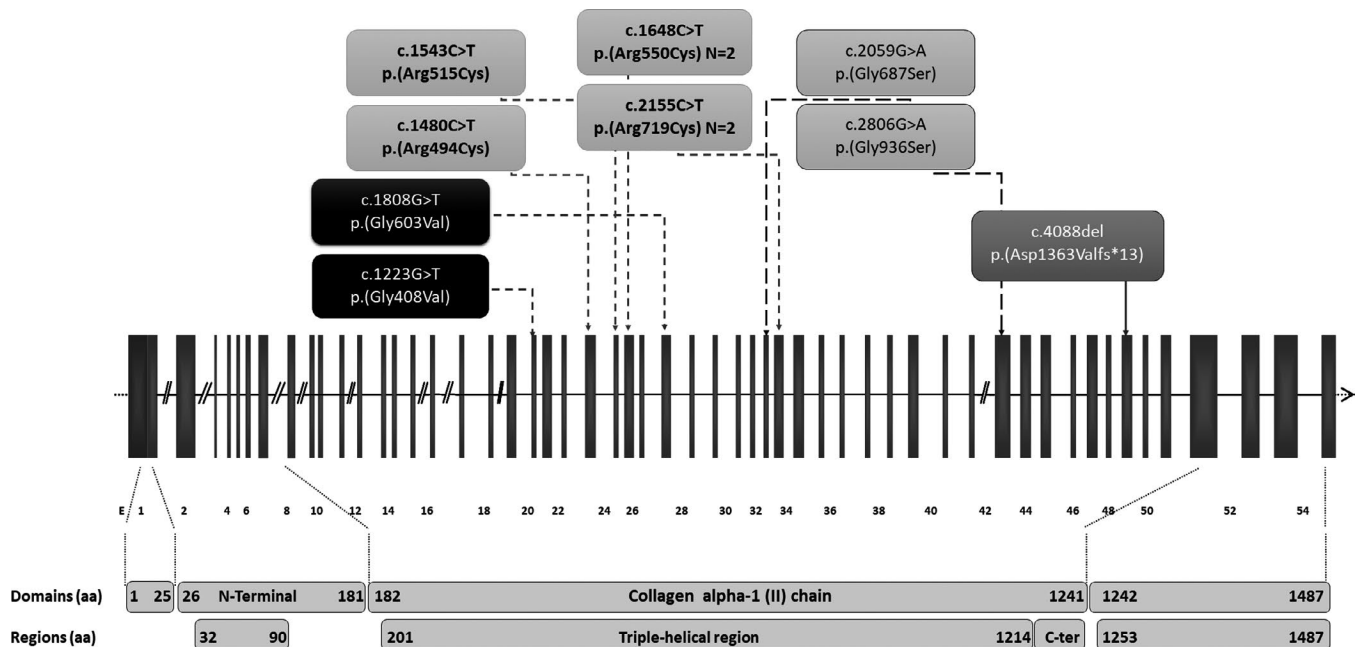 c.1543C>T
p.(Arg515Cys)
c.1648C>T
p.(Arg550Cys) N=2
c.2059G>A
p.(Gly687Ser)
c.1480C>T
p.(Arg494Cys)
c.2155C>T
p.(Arg719Cys) N=2
c.2806G>A
p.(Gly936Ser)
c.1808G>T
p.(Gly603Val)
c.4088del
p.(Asp1363Valfs*13)
c.1223G>T
p.(Gly408Val)
E 1 2 4 6 8 10 12 14 16 18 20 22 24 26 28 30 32 34 36 38 40 42 44 46 48 50 52 54
Domains (aa) 1 25 26 N-Terminal 181 182 Collagen alpha-1 (II) chain 1241 1242 1487
Regions (aa) 32 90 201 Triple-helical region 1214 C-ter 1253 1487